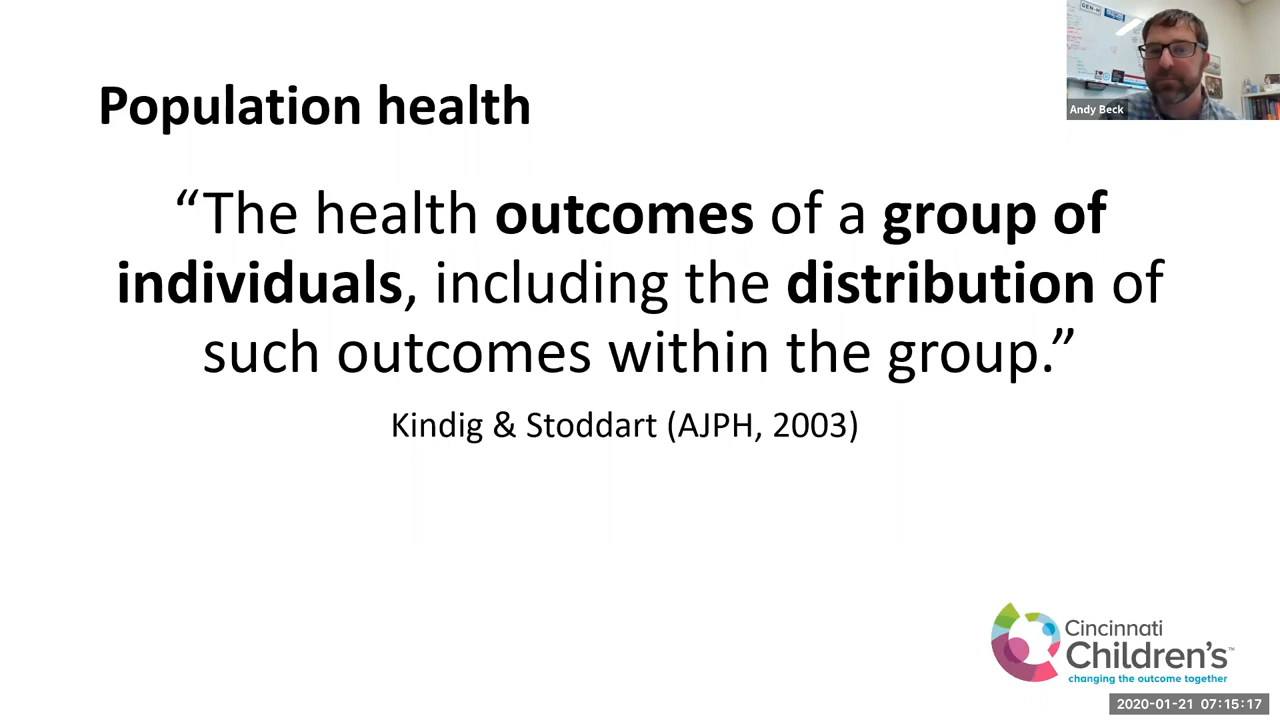 Population health
“The health outcomes of a group of
individuals, including the distribution of
such outcomes within the group.”
Kindig & Stoddart (AJPH, 2003)
Andy Beck
Cincinnati
Children's™
changing the outcome together
2020-01-21 07:15:17